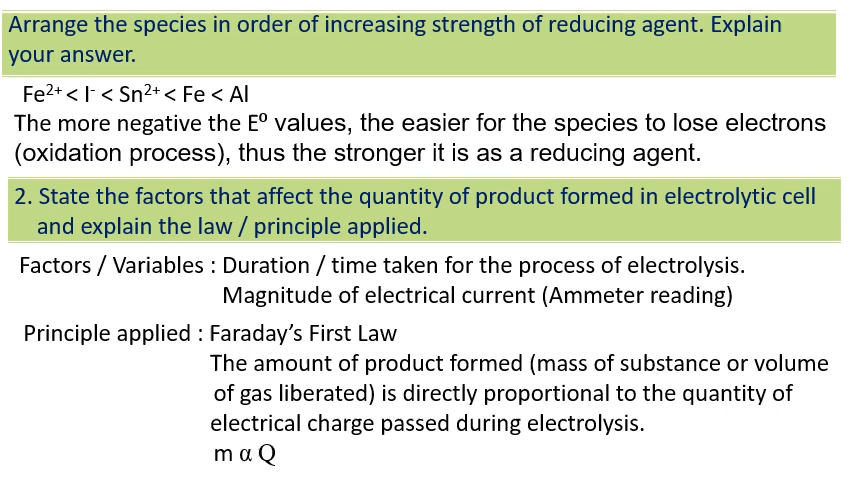 Arrange the species in order of increasing strength of reducing agent. Explain
your answer.
Fe²⁺ < I⁻ < Sn²⁺ < Fe < Al
The more negative the E⁰ values, the easier for the species to lose electrons
(oxidation process), thus the stronger it is as a reducing agent.
2. State the factors that affect the quantity of product formed in electrolytic cell
and explain the law / principle applied.
Factors / Variables : Duration / time taken for the process of electrolysis.
Magnitude of electrical current (Ammeter reading)
Principle applied : Faraday’s First Law
The amount of product formed (mass of substance or volume
of gas liberated) is directly proportional to the quantity of
electrical charge passed during electrolysis.
m α Q